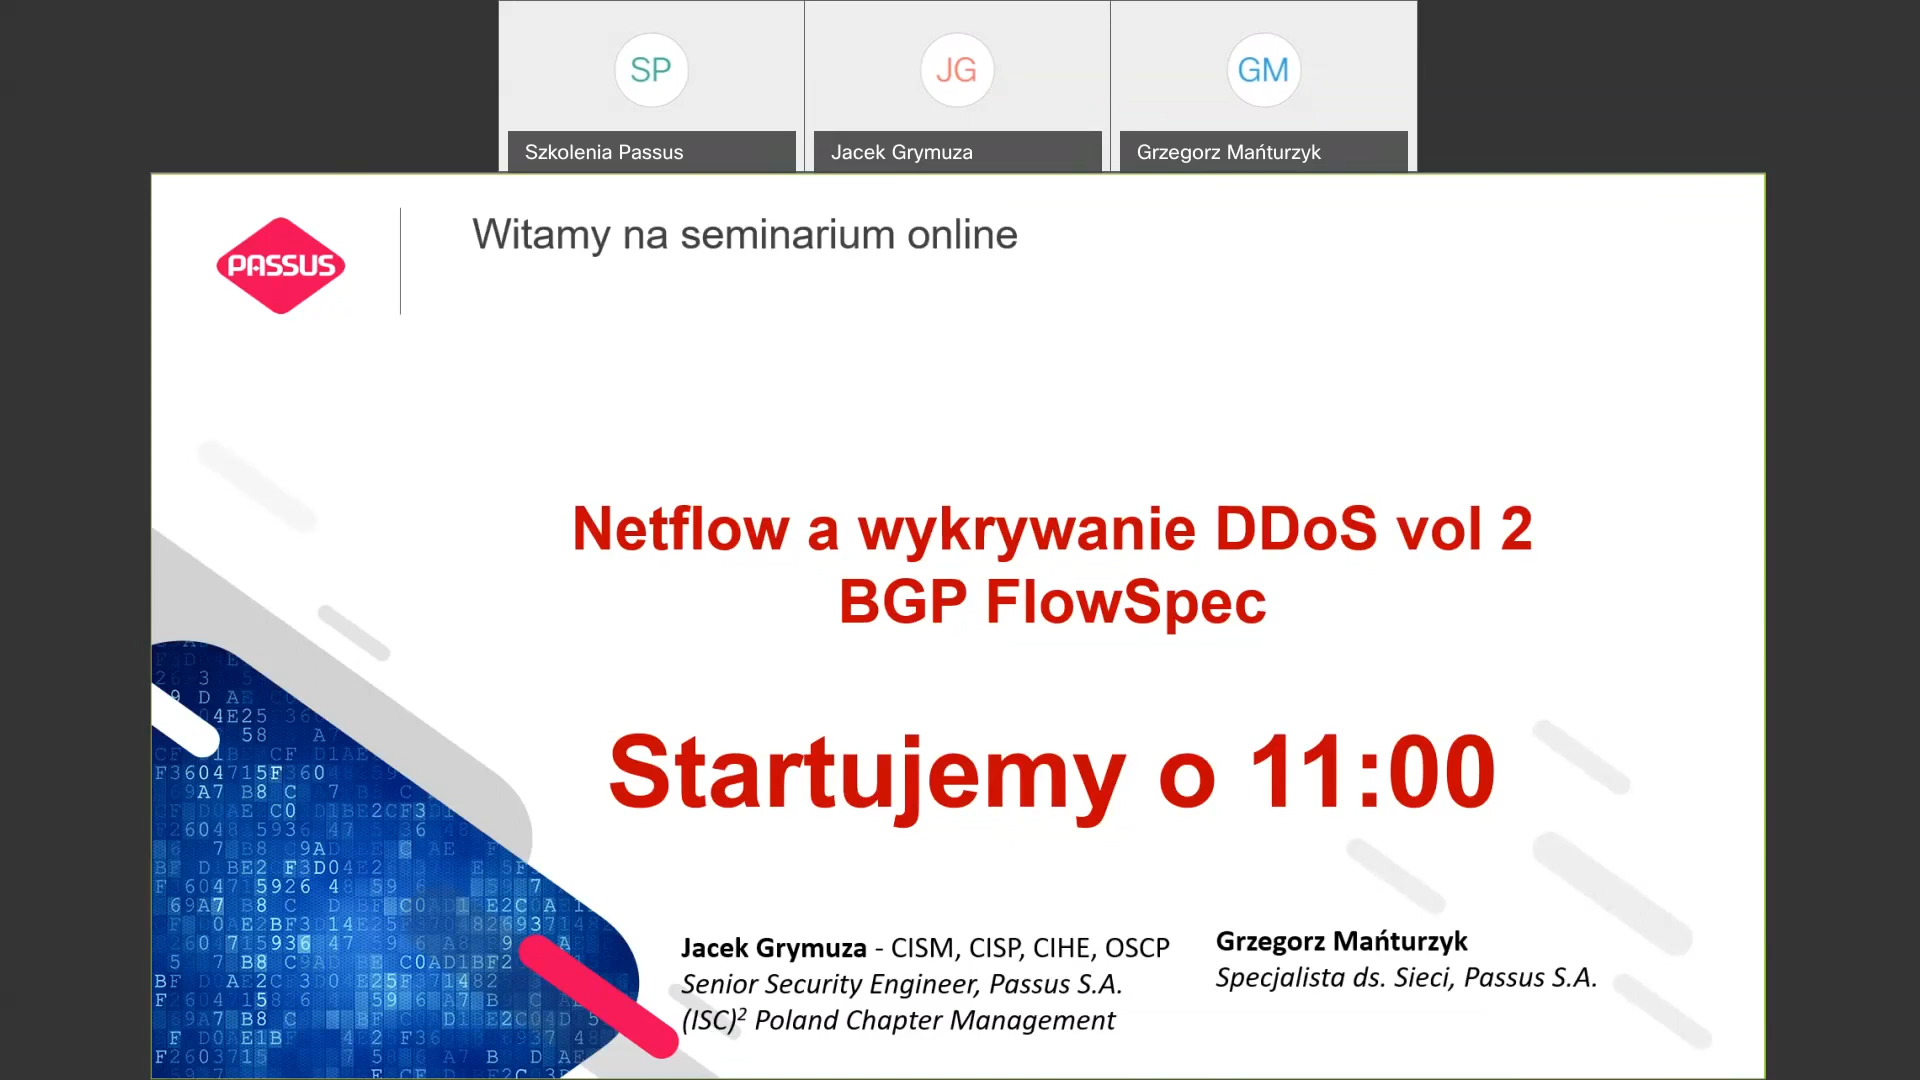 SP
JG
GM
Szkolenia Passus
Jacek Grymuza
Grzegorz Mańturzyk
PASSUS
Witamy na seminarium online
Netflow a wykrywanie DDoS vol 2
BGP FlowSpec
Startujemy o 11:00
Jacek Grymuza - CISM, CISP, CIHE, OSCP
Senior Security Engineer, Passus S.A.
(ISC)² Poland Chapter Management
Grzegorz Mańturzyk
Specjalista ds. Sieci, Passus S.A.